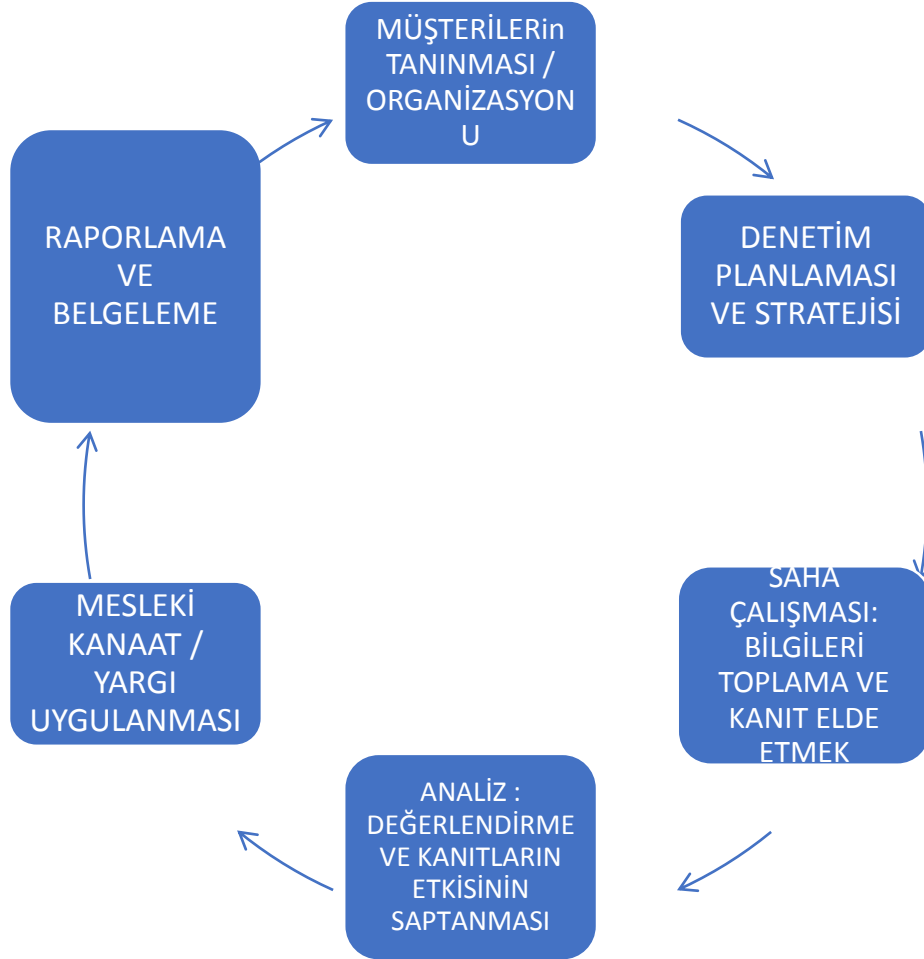 MÜŞTERİLERin
TANINMASI /
ORGANİZASYON
U
DENETİM
PLANLAMASI
VE STRATEJİSİ
SAHA
ÇALIŞMASI:
BİLGİLERİ
TOPLAMA VE
KANIT ELDE
ETMEK
ANALİZ :
DEĞERLENDİRME
VE KANITLARIN
ETKİSİNİN
SAPTANMASI
MESLEKİ
KANAAT /
YARGI
UYGULANMASI
RAPORLAMA
VE
BELGELEME